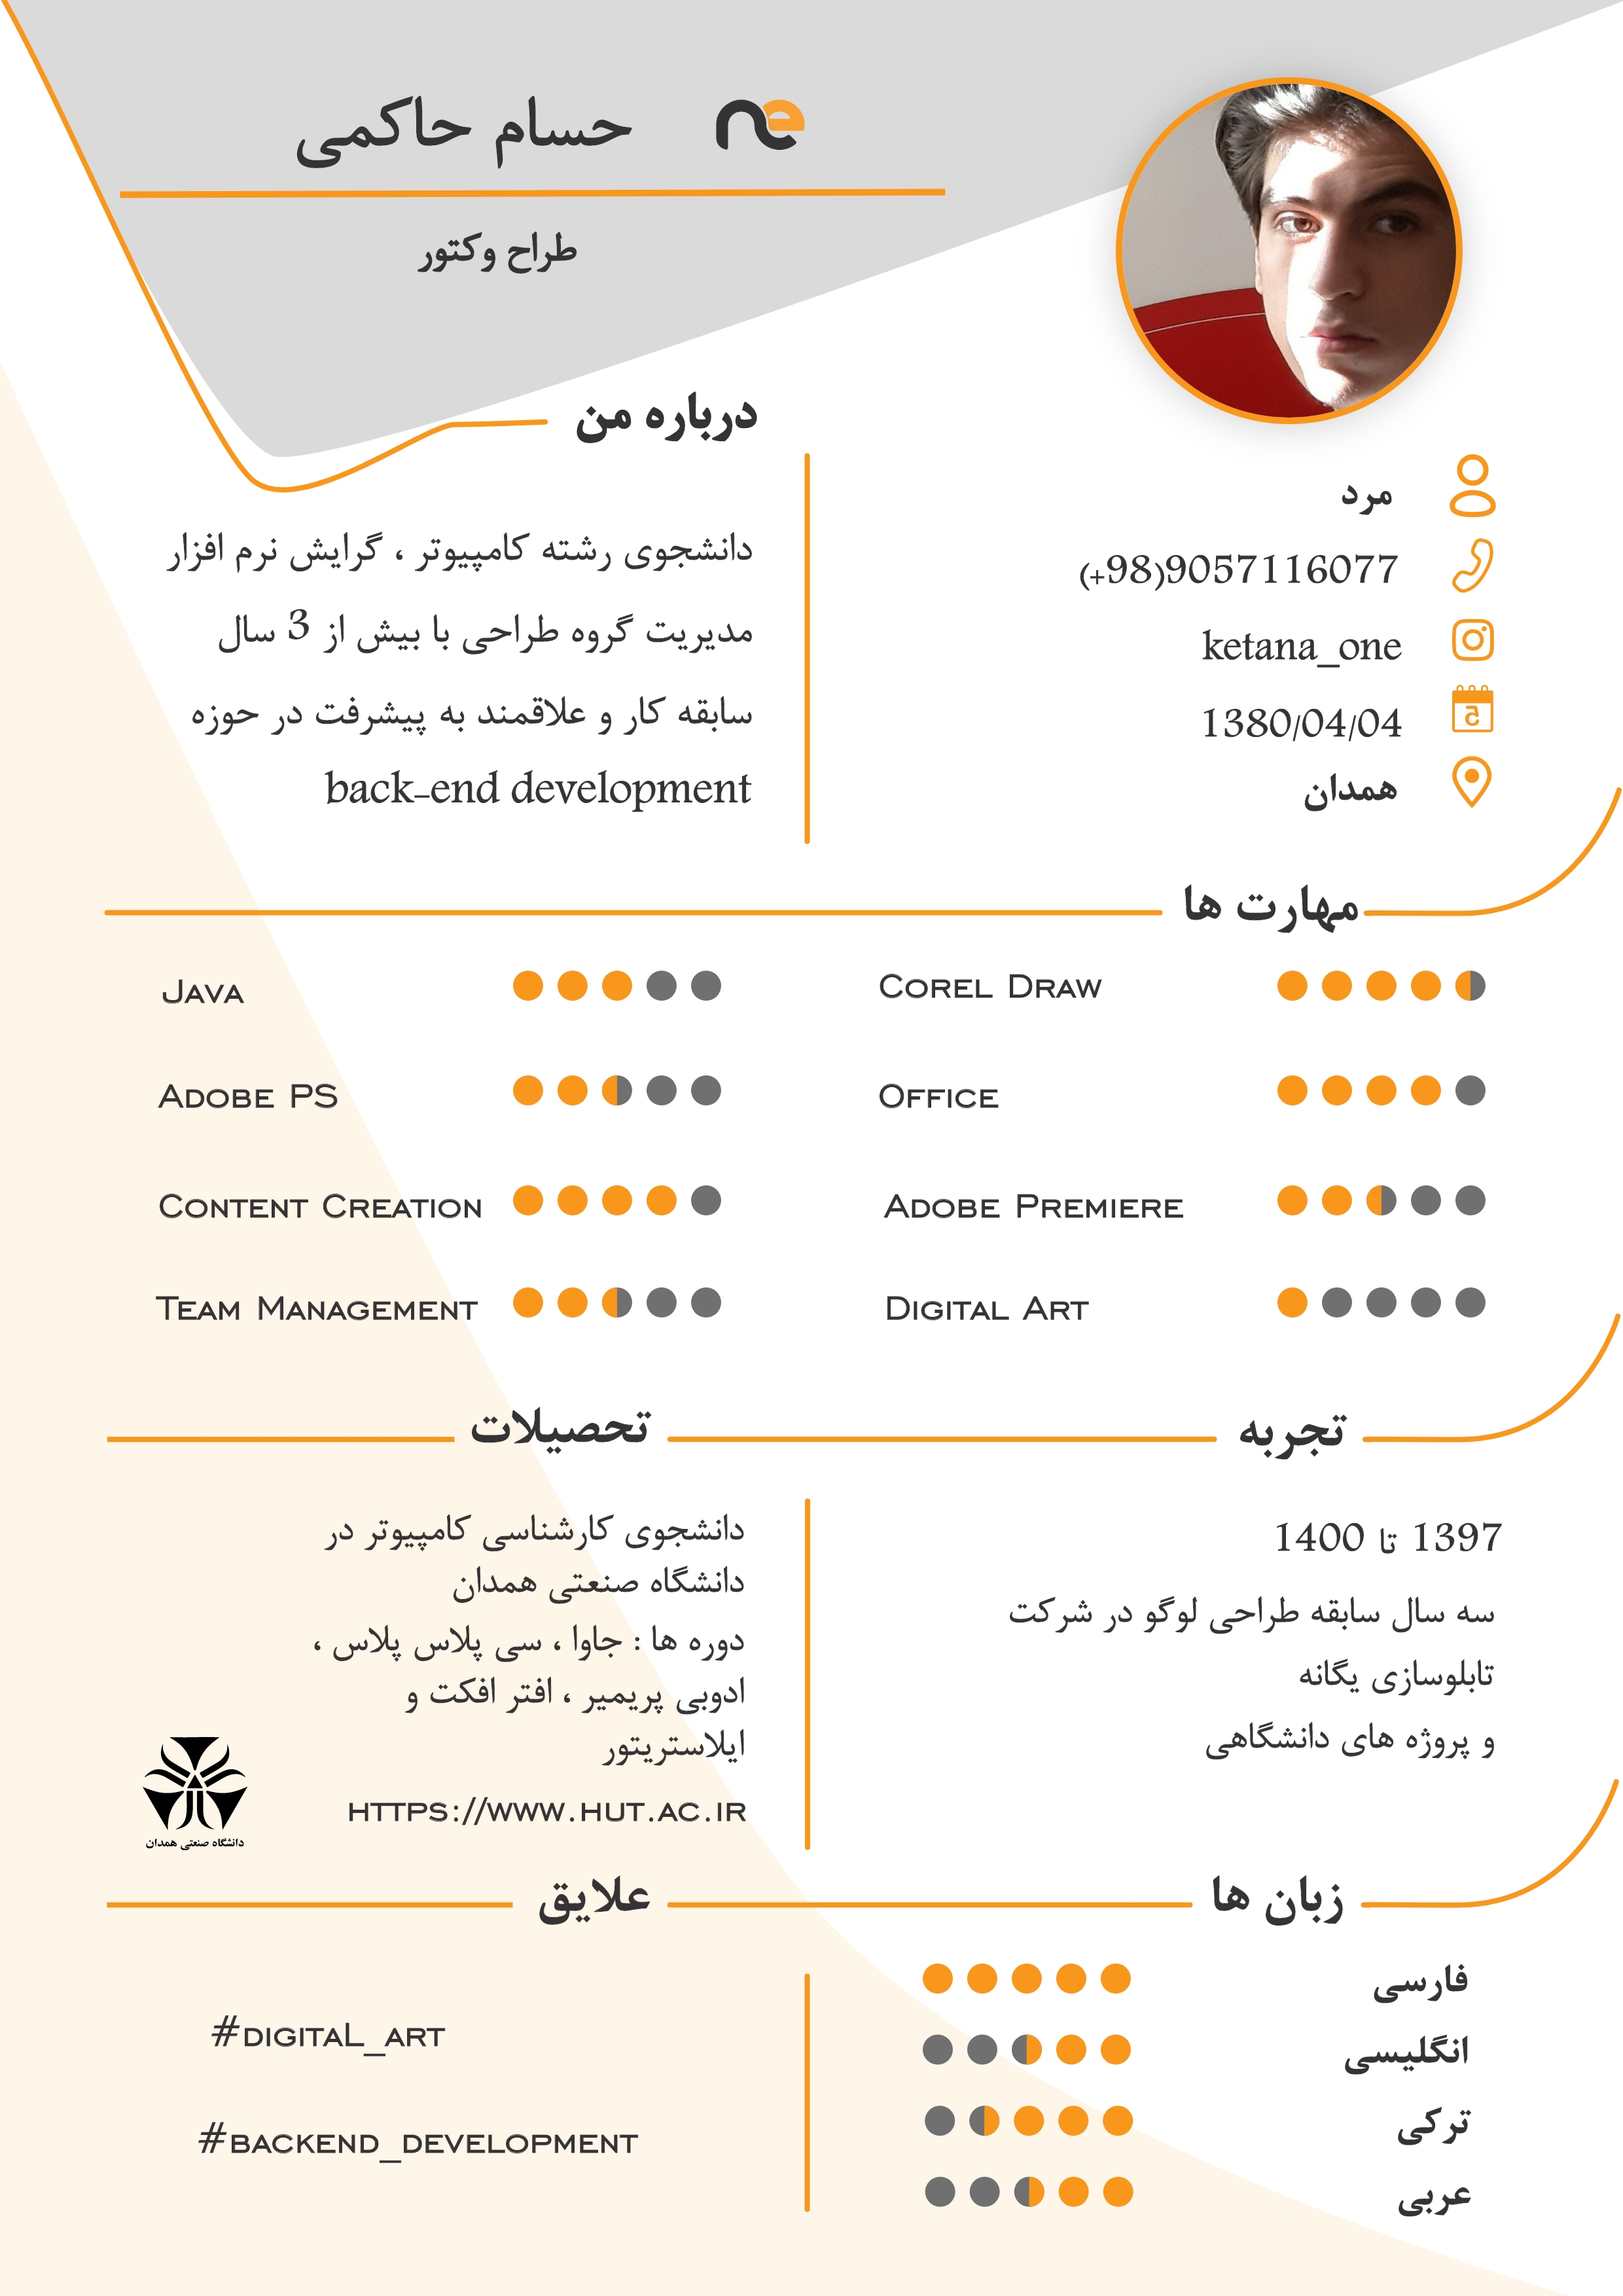 حسام حاکمی
طراح وکتور
درباره من
دانشجوی رشته کامپیوتر ، گرایش نرم افزار
مدیریت گروه طراحی با بیش از 3 سال
سابقه کار و علاقمند به پیشرفت در حوزه
back-end development
مرد
(+98)9057116077
ketana_one
1380/04/04
همدان
مهارت ها
Corel Draw
Office
Adobe Premiere
Digital Art
Java
Adobe PS
Content Creation
Team Management
تجربه
1397 تا 1400
سه سال سابقه طراحی لوگو در شرکت
تابلوسازی یگانه
و پروژه های دانشگاهی
تحصیلات
دانشجوی کارشناسی کامپیوتر در
دانشگاه صنعتی همدان
دوره ها : جاوا ، سی پلاس پلاس ،
ادوبی پریمیر ، افتر افکت و
ایلاستریتور
https://www.hut.ac.ir
دانشگاه صنعتی همدان
زبان ها
فارسی
انگلیسی
ترکی
عربی
علایق
#digital_art
#backend_development